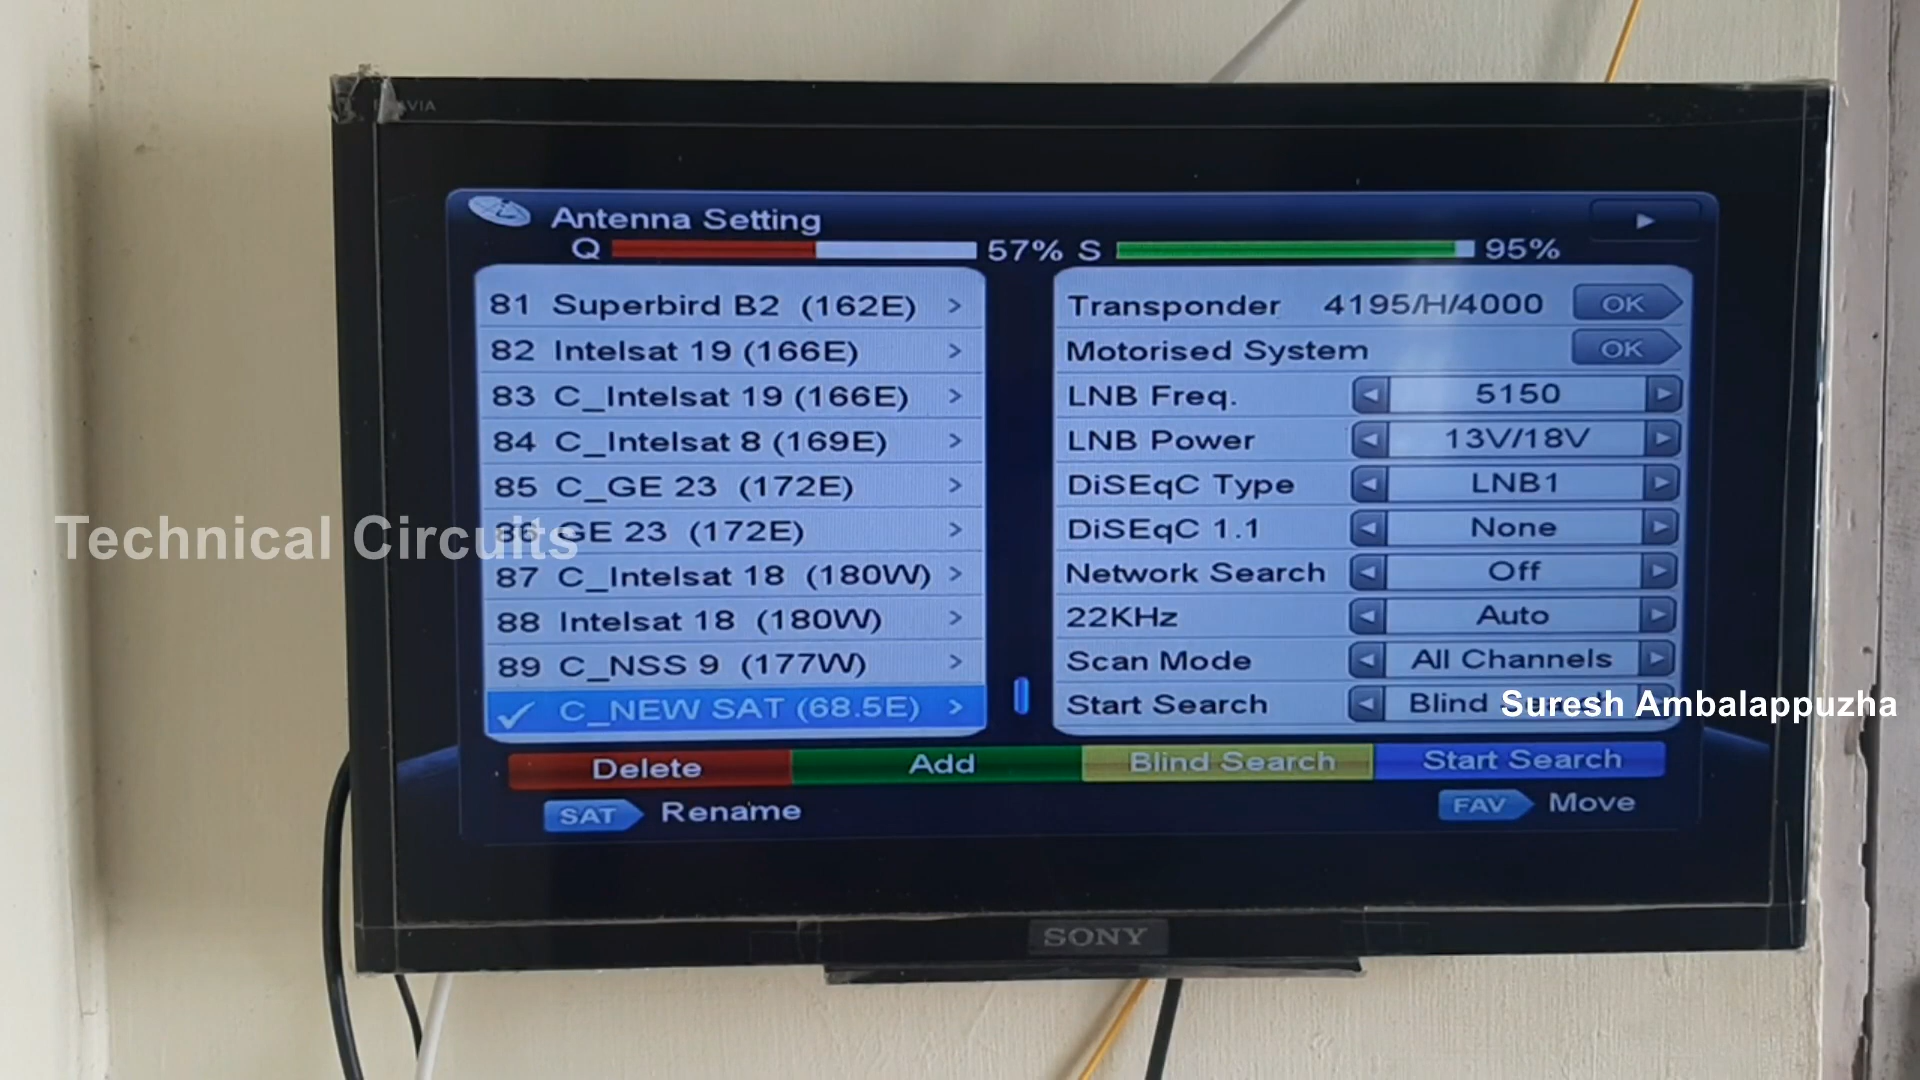 Antenna Setting
Q 57% S 95%
81 Superbird B2 (162E) >
82 Intelsat 19 (166E) >
83 C_Intelsat 19 (166E) >
84 C_Intelsat 8 (169E) >
85 C_GE 23 (172E) >
86 GE 23 (172E) >
87 C_Intelsat 18 (180W) >
88 Intelsat 18 (180W) >
89 C_NSS 9 (177W) >
C_NEW SAT (68.5E) >
Transponder 4195/H/4000 OK
Motorised System OK
LNB Freq. 5150
LNB Power 13V/18V
DiSEqC Type LNB1
DiSEqC 1.1 None
Network Search Off
22KHz Auto
Scan Mode All Channels
Start Search Blind
Delete Add Blind Search Start Search
SAT Rename FAV Move
SONY
Technical Circuits
Suresh Ambalappuzha